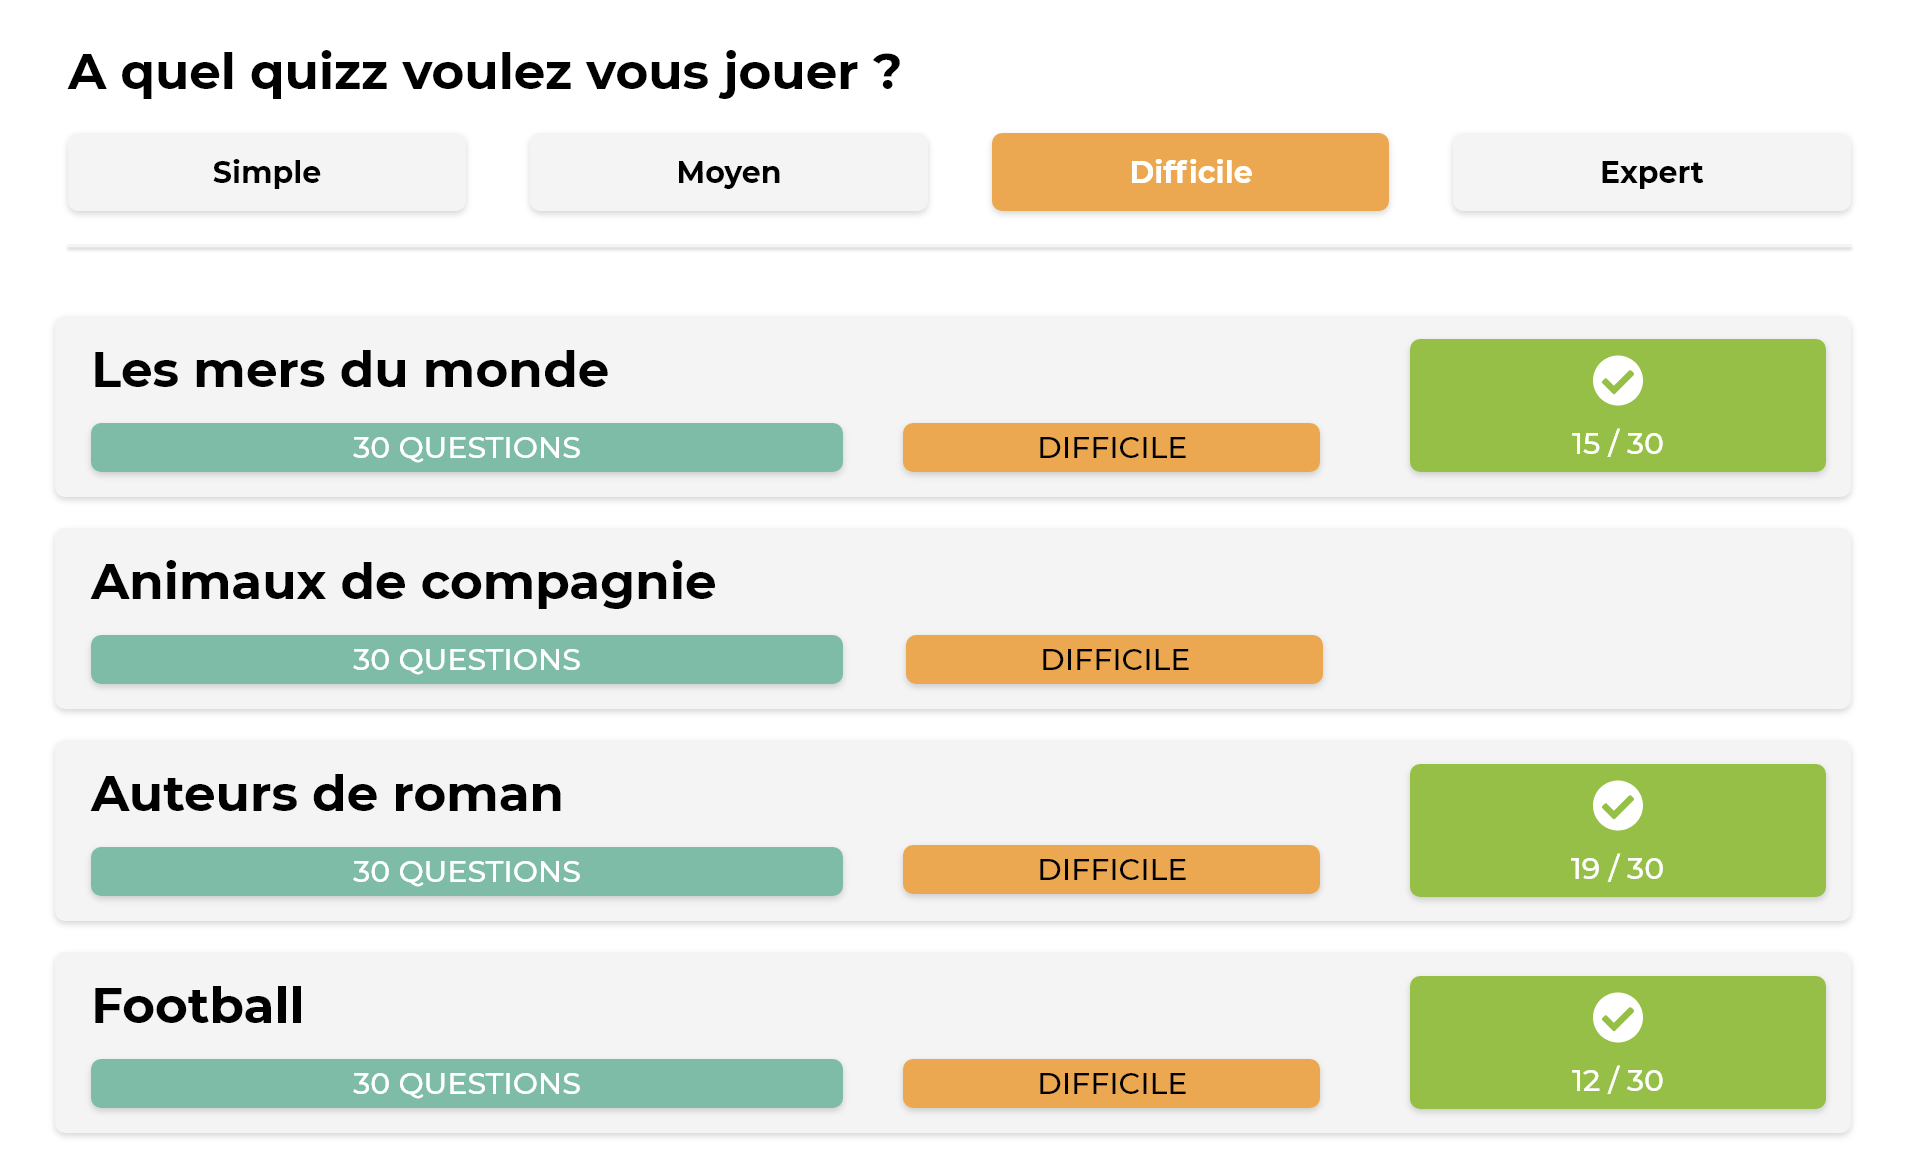 A quel quizz voulez vous jouer ?
Simple
Moyen
Difficile
Expert
Les mers du monde
30 QUESTIONS
DIFFICILE
15 / 30
Animaux de compagnie
30 QUESTIONS
DIFFICILE
Auteurs de roman
30 QUESTIONS
DIFFICILE
19 / 30
Football
30 QUESTIONS
DIFFICILE
12 / 30